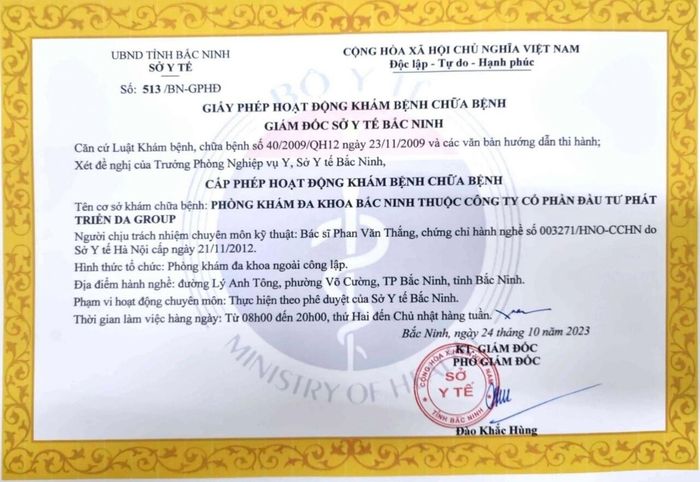 UBND TỈNH BẮC NINH
SỞ Y TẾ
CỘNG HÒA XÃ HỘI CHỦ NGHĨA VIỆT NAM
Độc lập - Tự do - Hạnh phúc
Số: 513 /BN-GPHĐ
BỘ Y TẾ
GIẤY PHÉP HOẠT ĐỘNG KHÁM BỆNH CHỮA BỆNH
GIÁM ĐỐC SỞ Y TẾ BẮC NINH
Căn cứ Luật Khám bệnh, chữa bệnh số 40/2009/QH12 ngày 23/11/2009 và các văn bản hướng dẫn thi hành;
Xét đề nghị của Trưởng Phòng Nghiệp vụ Y, Sở Y tế Bắc Ninh,
CẤP PHÉP HOẠT ĐỘNG KHÁM BỆNH CHỮA BỆNH
Tên cơ sở khám chữa bệnh: PHÒNG KHÁM ĐA KHOA BẮC NINH THUỘC CÔNG TY CỔ PHẦN ĐẦU TƯ PHÁT
TRIỂN DA GROUP
Người chịu trách nhiệm chuyên môn kỹ thuật: Bác sĩ Phan Văn Thắng, chứng chỉ hành nghề số 003271/HNO-CCHN do
Sở Y tế Hà Nội cấp ngày 21/11/2012.
Hình thức tổ chức: Phòng khám đa khoa ngoài công lập.
Địa điểm hành nghề: đường Lý Anh Tông, phường Võ Cường, TP Bắc Ninh, tỉnh Bắc Ninh.
Phạm vi hoạt động chuyên môn: Thực hiện theo phê duyệt của Sở Y tế Bắc Ninh.
Thời gian làm việc hàng ngày: Từ 08h00 đến 20h00, thứ Hai đến Chủ nhật hàng tuần.
Bắc Ninh, ngày 24 tháng 10 năm 2023
KT. GIÁM ĐỐC
PHÓ GIÁM ĐỐC
SỞ
Y TẾ
TỈNH BẮC NINH
MINISTRY OF
Đào Khắc Hùng